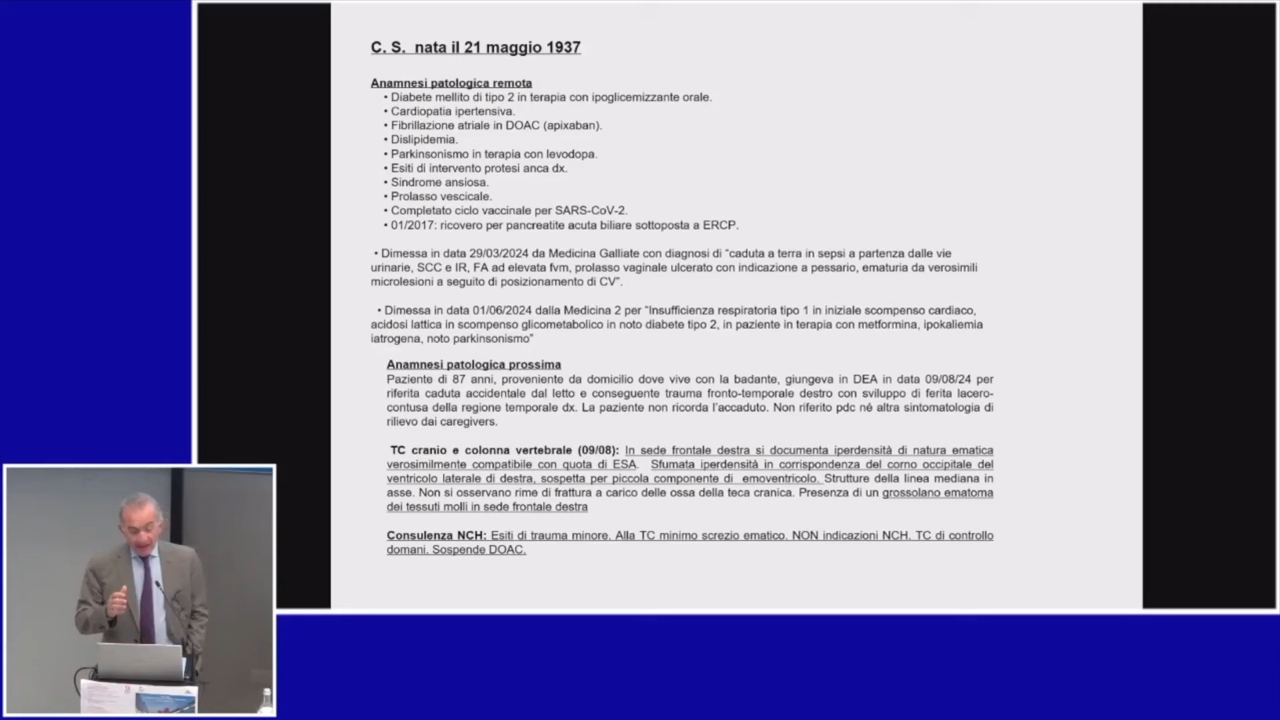 C. S. nata il 21 maggio 1937
Anamnesi patologica remota
• Diabete mellito di tipo 2 in terapia con ipoglicemizzante orale.
• Cardiopatia ipertensiva.
• Fibrillazione atriale in DOAC (apixaban).
• Dislipidemia.
• Parkinsonismo in terapia con levodopa.
• Esiti di intervento protesi anca dx.
• Sindrome ansiosa.
• Prolasso vescicale.
• Completato ciclo vaccinale per SARS-CoV-2.
• 01/2017: ricovero per pancreatite acuta biliare sottoposta a ERCP.
• Dimessa in data 29/03/2024 da Medicina Galliate con diagnosi di “caduta a terra in sepsi a partenza dalle vie
urinarie, SCC e IR, FA ad elevata fvm, prolasso vaginale ulcerato con indicazione a pessario, ematuria da verosimili
microlesioni a seguito di posizionamento di CV”.
• Dimessa in data 01/06/2024 dalla Medicina 2 per “Insufficienza respiratoria tipo 1 in iniziale scompenso cardiaco,
acidosi lattica in scompenso glicometabolico in noto diabete tipo 2, in paziente in terapia con metformina, ipokaliemia
iatrogena, noto parkinsonismo”
Anamnesi patologica prossima
Paziente di 87 anni, proveniente da domicilio dove vive con la badante, giungeva in DEA in data 09/08/24 per
riferita caduta accidentale dal letto e conseguente trauma fronto-temporale destro con sviluppo di ferita lacero-
contusa della regione temporale dx. La paziente non ricorda l’accaduto. Non riferito pdc né altra sintomatologia di
rilievo dai caregivers.
TC cranio e colonna vertebrale (09/08): In sede frontale destra si documenta iperdensità di natura ematica
verosimilmente compatibile con quota di ESA. Sfumata iperdensità in corrispondenza del corno occipitale del
ventricolo laterale di destra, sospetta per piccola componente di emoventricolo. Strutture della linea mediana in
asse. Non si osservano rime di frattura a carico delle ossa della teca cranica. Presenza di un grossolano ematoma
dei tessuti molli in sede frontale destra
Consulenza NCH: Esiti di trauma minore. Alla TC minimo screzio ematico. NON indicazioni NCH. TC di controllo
domani. Sospende DOAC.